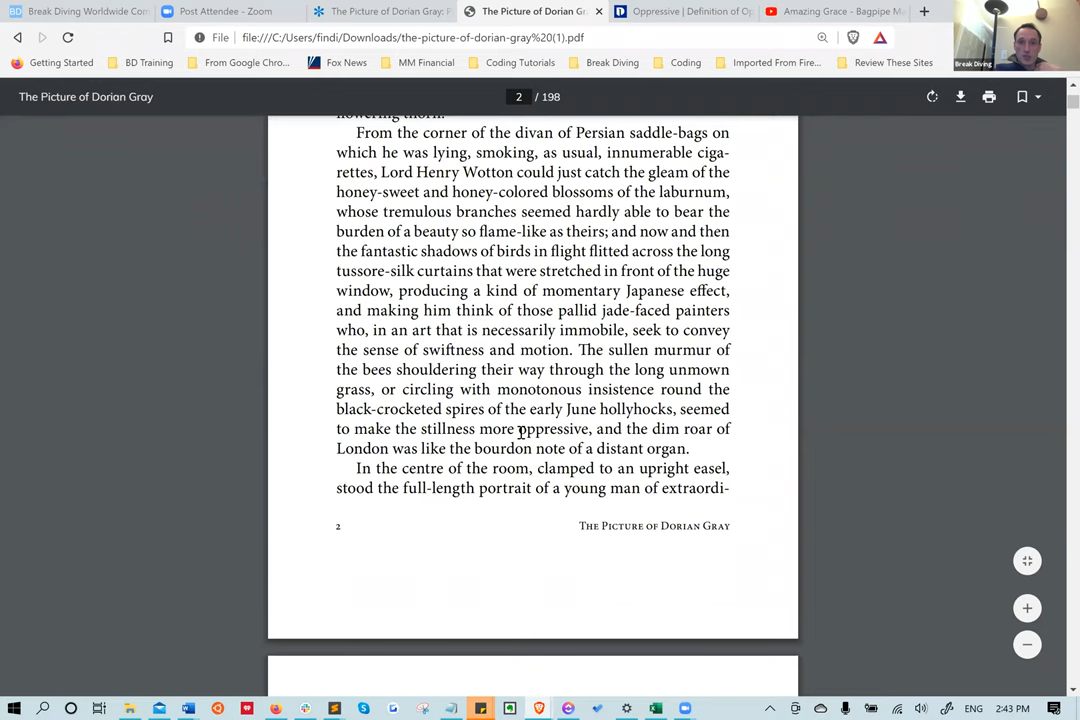 Break Diving Worldwide Com
Post Attendee - Zoom
The Picture of Dorian Gray: P
The Picture of Dorian Gr
Oppressive | Definition of Op
Amazing Grace - Bagpipe M
File
file:///C:/Users/findi/Downloads/the-picture-of-dorian-gray%20(1).pdf
Getting Started
BD Training
From Google Chro...
Fox News
MM Financial
Coding Tutorials
Break Diving
Coding
Imported From Fire...
Review These Sites
Break Diving
The Picture of Dorian Gray
2 / 198
flowering thorn.
From the corner of the divan of Persian saddle-bags on
which he was lying, smoking, as usual, innumerable ciga-
rettes, Lord Henry Wotton could just catch the gleam of the
honey-sweet and honey-colored blossoms of the laburnum,
whose tremulous branches seemed hardly able to bear the
burden of a beauty so flame-like as theirs; and now and then
the fantastic shadows of birds in flight flitted across the long
tussore-silk curtains that were stretched in front of the huge
window, producing a kind of momentary Japanese effect,
and making him think of those pallid jade-faced painters
who, in an art that is necessarily immobile, seek to convey
the sense of swiftness and motion. The sullen murmur of
the bees shouldering their way through the long unmown
grass, or circling with monotonous insistence round the
black-crocketed spires of the early June hollyhocks, seemed
to make the stillness more oppressive, and the dim roar of
London was like the bourdon note of a distant organ.
In the centre of the room, clamped to an upright easel,
stood the full-length portrait of a young man of extraordi-
2
The Picture of Dorian Gray
ENG
2:43 PM